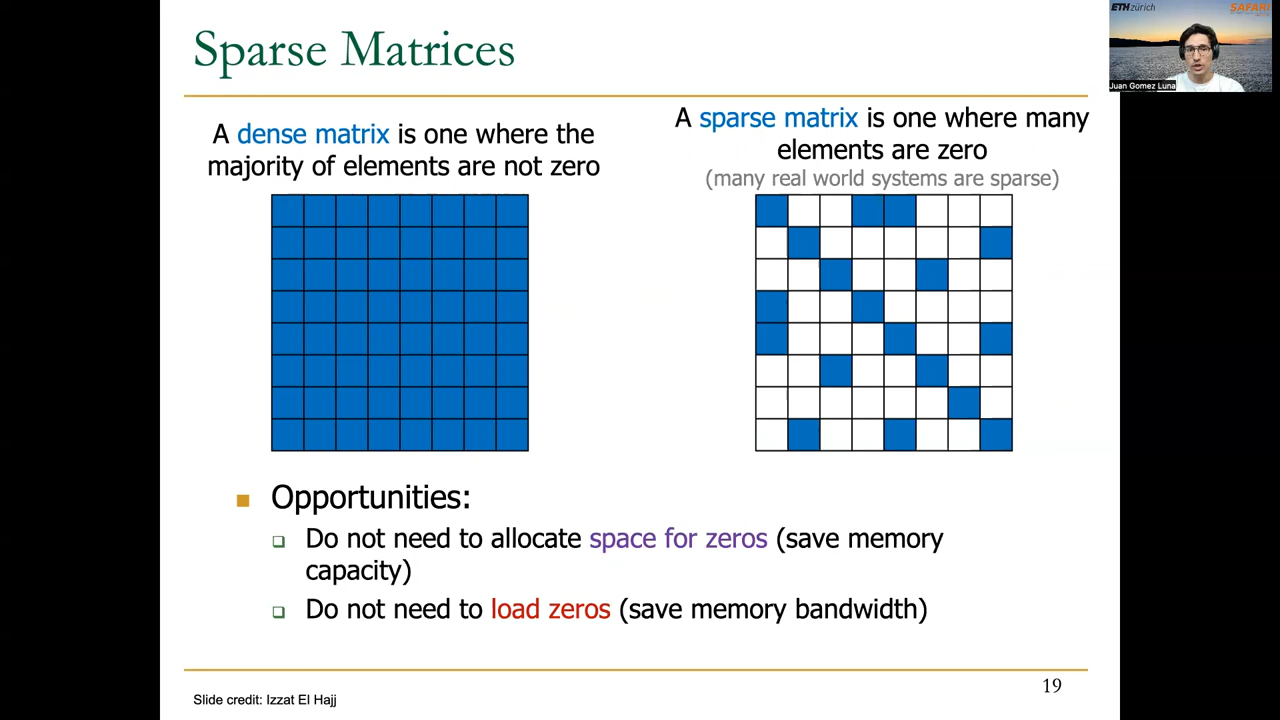 Sparse Matrices
ETH zürich
SAFARI
Juan Gomez Luna
A dense matrix is one where the
majority of elements are not zero
A sparse matrix is one where many
elements are zero
(many real world systems are sparse)
Opportunities:
Do not need to allocate space for zeros (save memory
capacity)
Do not need to load zeros (save memory bandwidth)
Slide credit: Izzat El Hajj
19